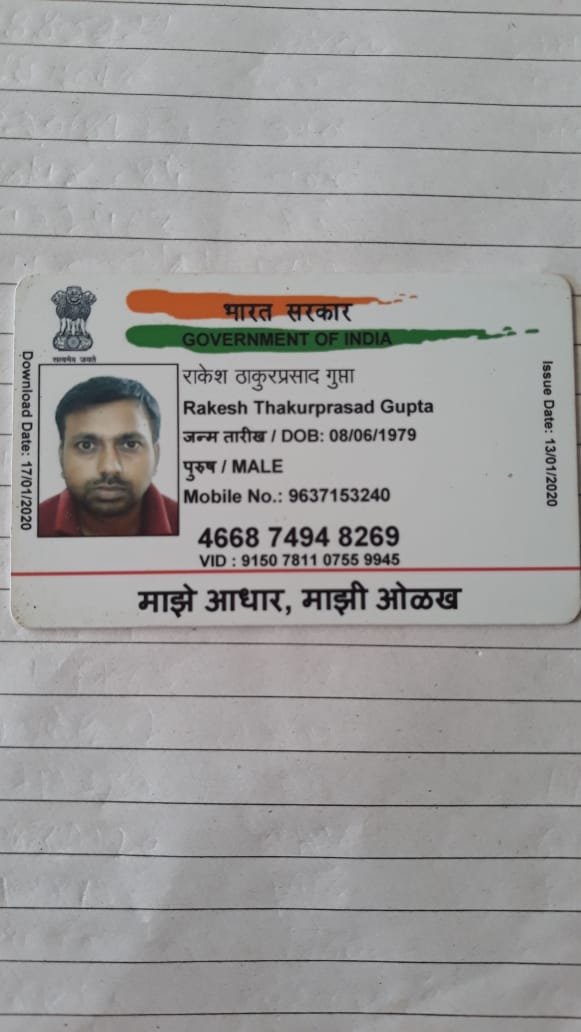 भारत सरकार
GOVERNMENT OF INDIA
सत्यमेव जयते
Download Date: 17/01/2020
Issue Date: 13/01/2020
राकेश ठाकुरप्रसाद गुप्ता
Rakesh Thakurprasad Gupta
जन्म तारीख / DOB: 08/06/1979
पुरुष / MALE
Mobile No.: 9637153240
4668 7494 8269
VID : 9150 7811 0755 9945
माझे आधार, माझी ओळख